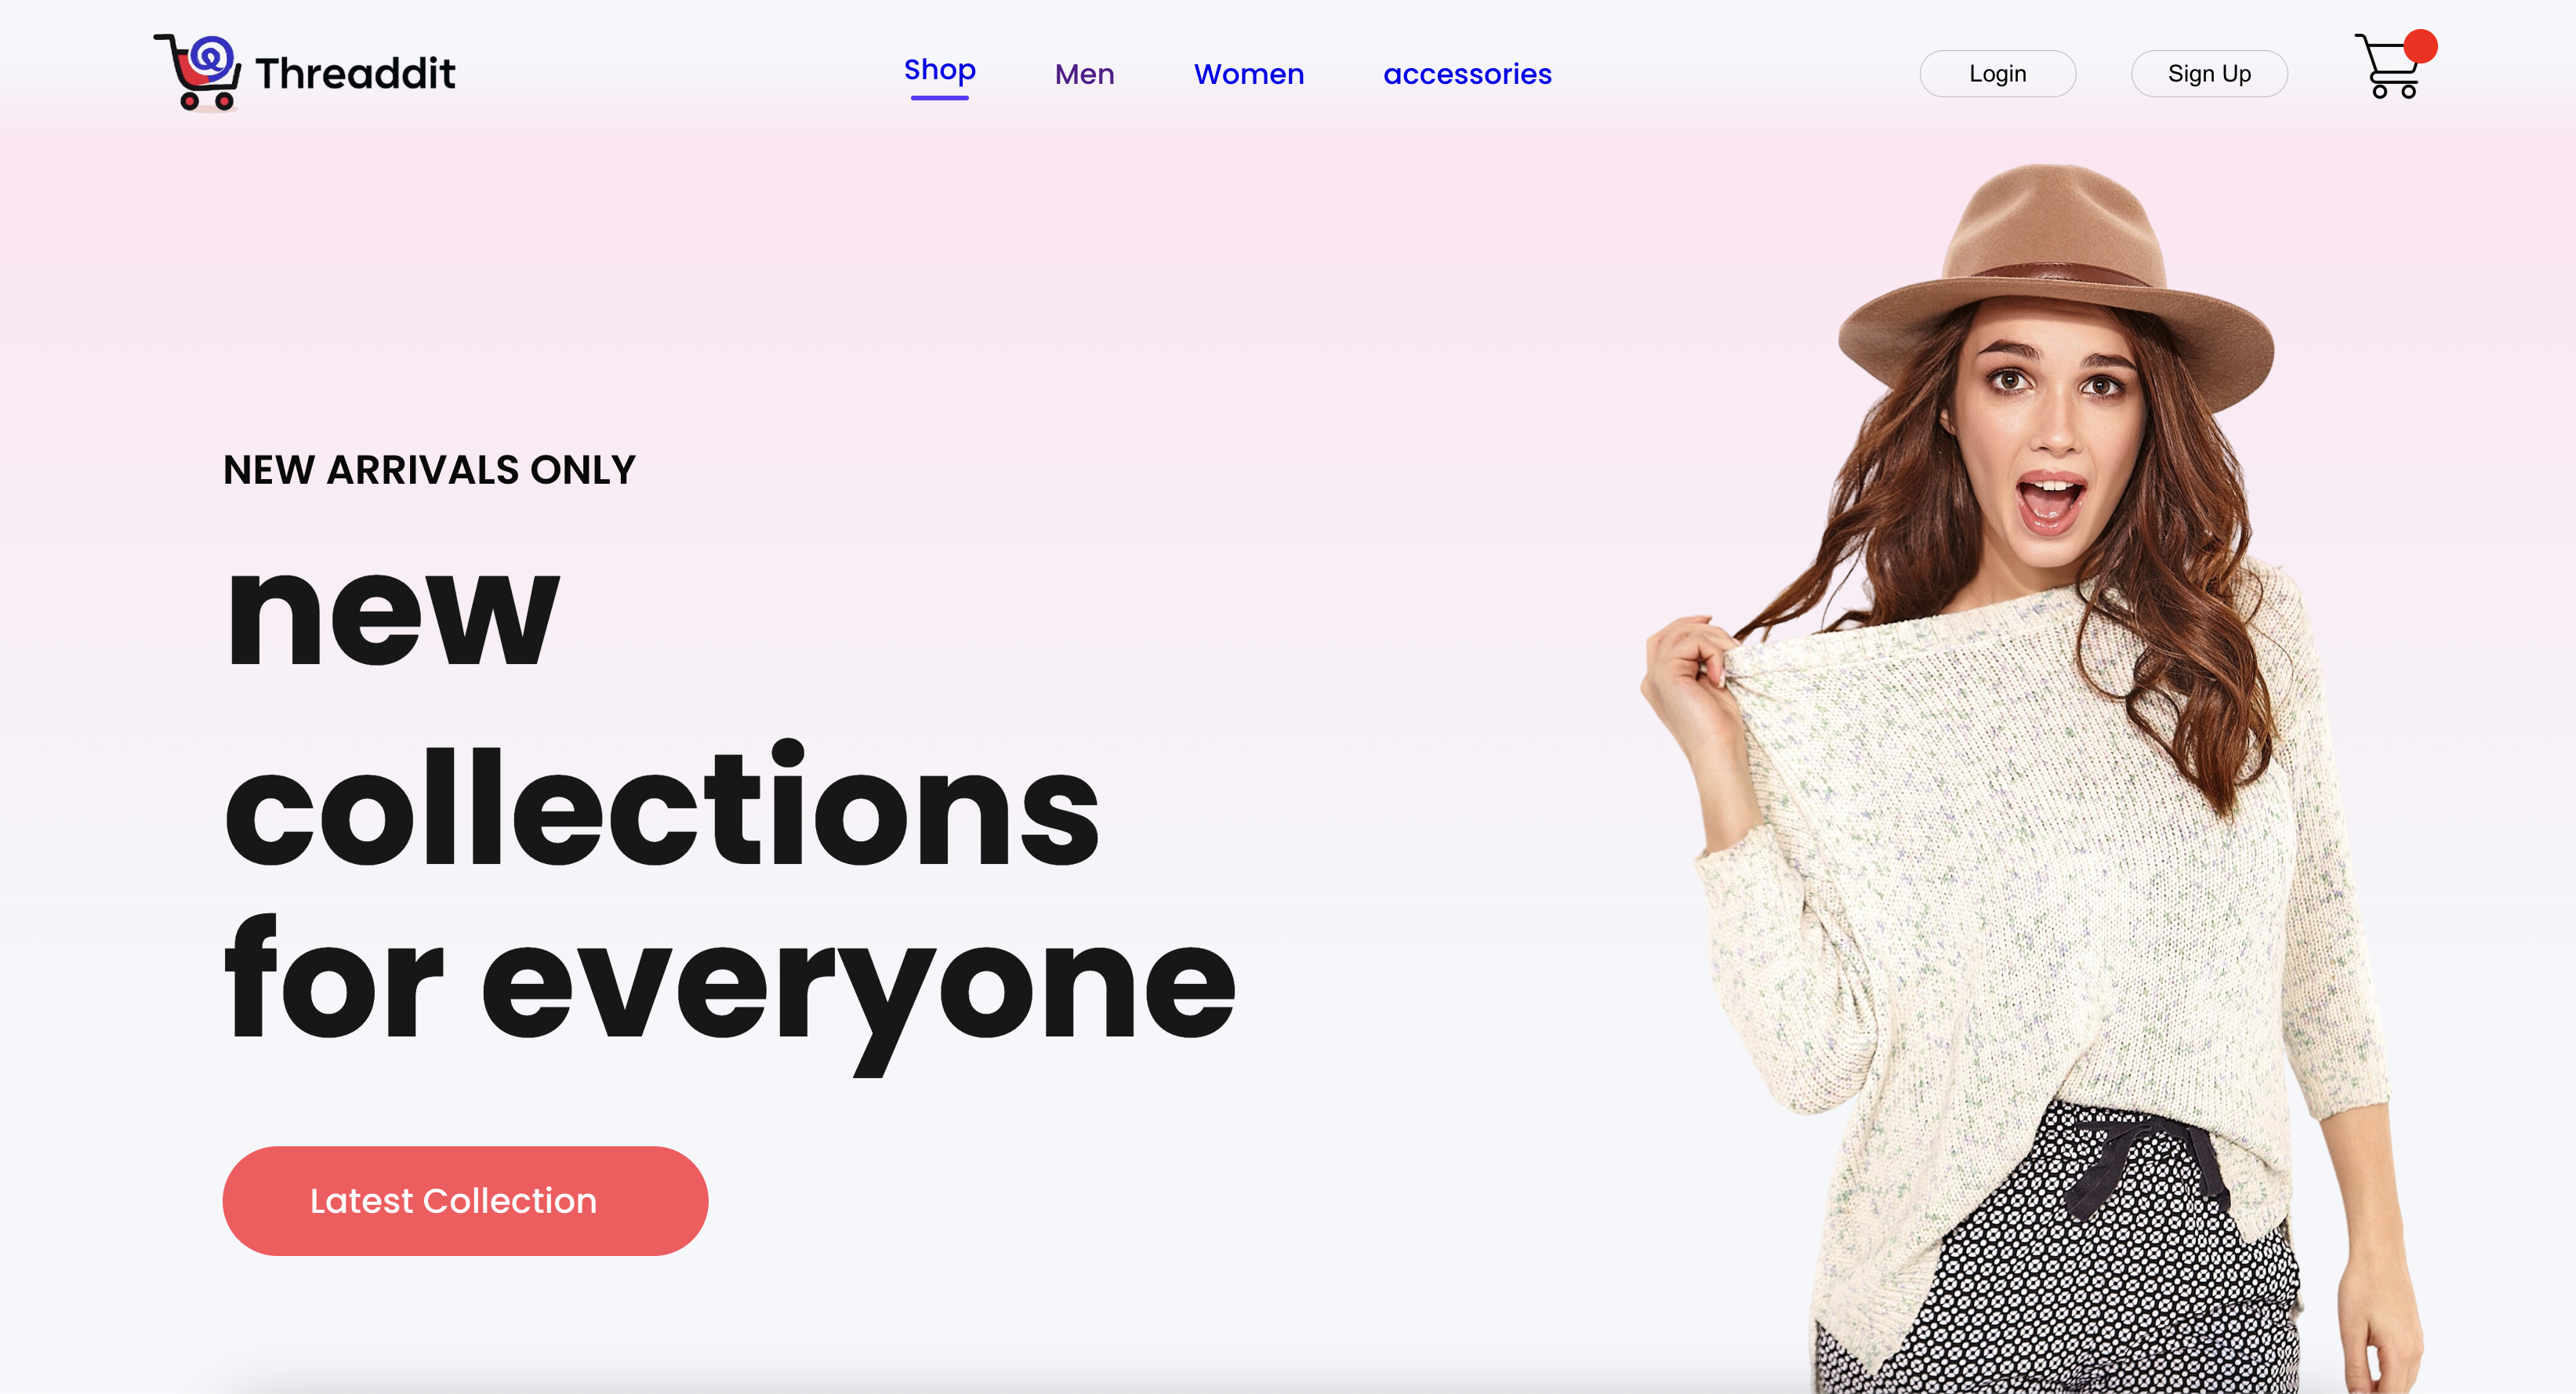 Threaddit
Shop Men Women accessories
Login Sign Up
NEW ARRIVALS ONLY
new
collections
for everyone
Latest Collection